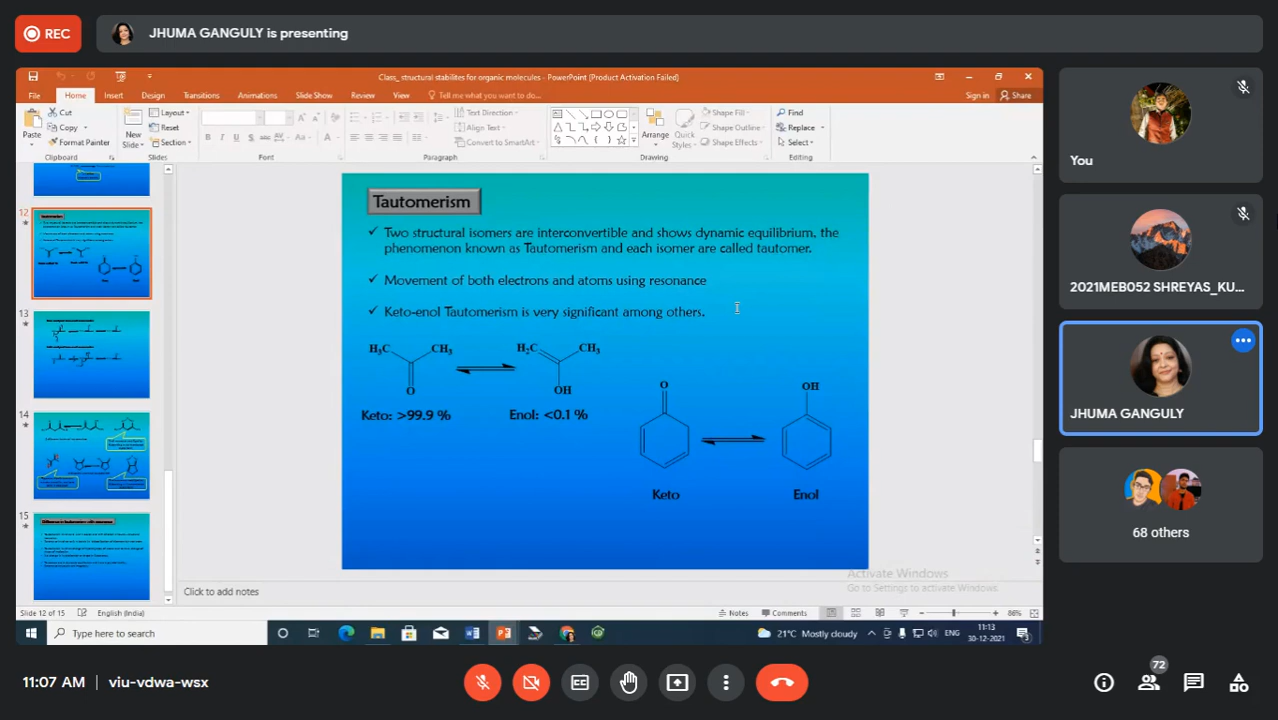 REC
JHUMA GANGULY is presenting
Class_ structural stabilites for organic molecules - PowerPoint [Product Activation Failed]
File Home Insert Design Transitions Animations Slide Show Review View Tell me what you want to do... Sign in Share
Paste Cut Copy Format Painter Clipboard
New Slide Layout Reset Section Slides
Font
Text Direction Align Text Convert to SmartArt Paragraph
Arrange Quick Styles Shape Fill Shape Outline Shape Effects Drawing
Find Replace Select Editing
12
13
14
15
Tautomerism
Two structural isomers are interconvertible and shows dynamic equilibrium, the
phenomenon known as Tautomerism and each isomer are called tautomer.
Movement of both electrons and atoms using resonance
Keto-enol Tautomerism is very significant among others.
H₃C CH₃ O
H₂C CH₃ OH
Keto: >99.9 % Enol: <0.1 %
O OH
Keto Enol
Activate Windows
Go to Settings to activate Windows.
Click to add notes
Slide 12 of 15 English (India) Notes Comments 86%
Type here to search
21°C Mostly cloudy ENG 11:13
30-12-2021
3
You
2021MEB052 SHREYAS_KU...
JHUMA GANGULY
68 others
11:07 AM | viu-vdwa-wsx
72